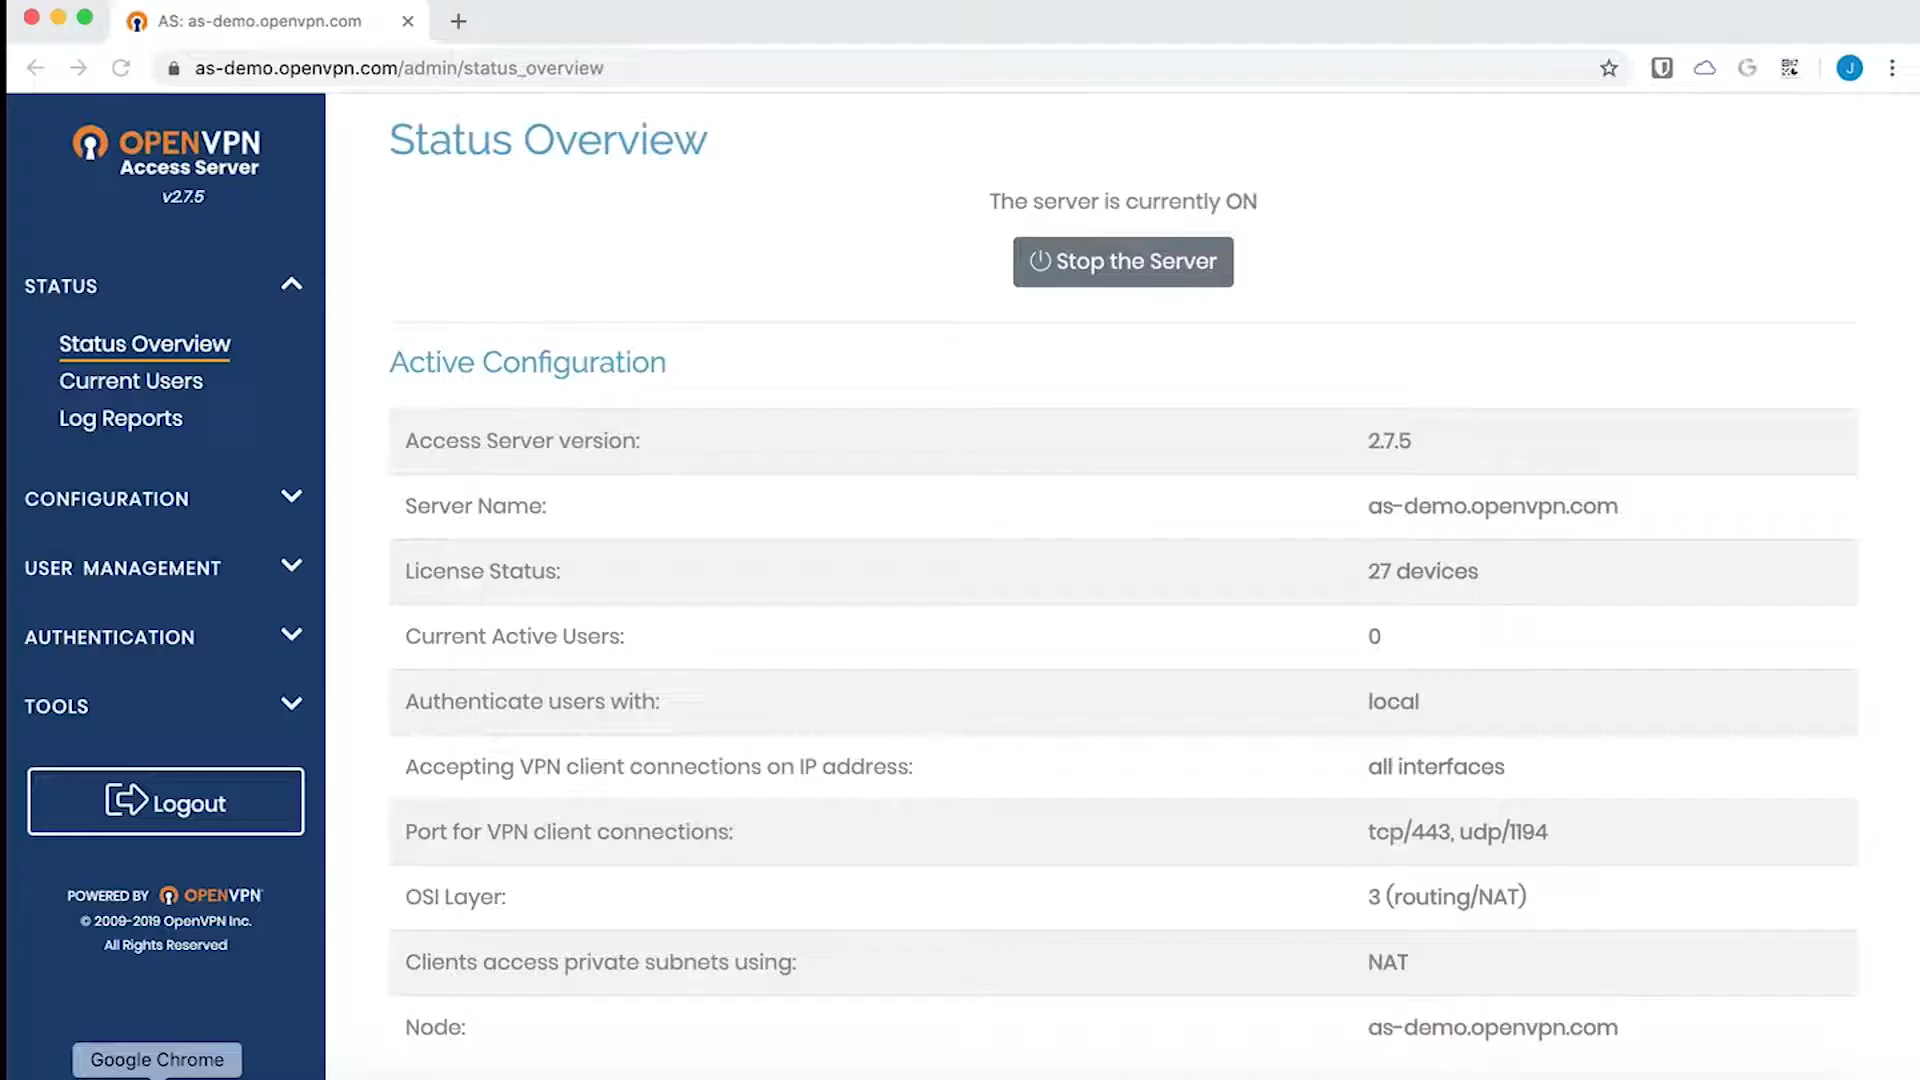 AS: as-demo.openvpn.com
as-demo.openvpn.com/admin/status_overview
J
OPENVPN
Access Server
v2.7.5
STATUS
Status Overview
Current Users
Log Reports
CONFIGURATION
USER MANAGEMENT
AUTHENTICATION
TOOLS
Logout
POWERED BY OPENVPN
© 2009-2019 OpenVPN Inc.
All Rights Reserved
Google Chrome
Status Overview
The server is currently ON
Stop the Server
Active Configuration
Access Server version: 2.7.5
Server Name: as-demo.openvpn.com
License Status: 27 devices
Current Active Users: 0
Authenticate users with: local
Accepting VPN client connections on IP address: all interfaces
Port for VPN client connections: tcp/443, udp/1194
OSI Layer: 3 (routing/NAT)
Clients access private subnets using: NAT
Node: as-demo.openvpn.com